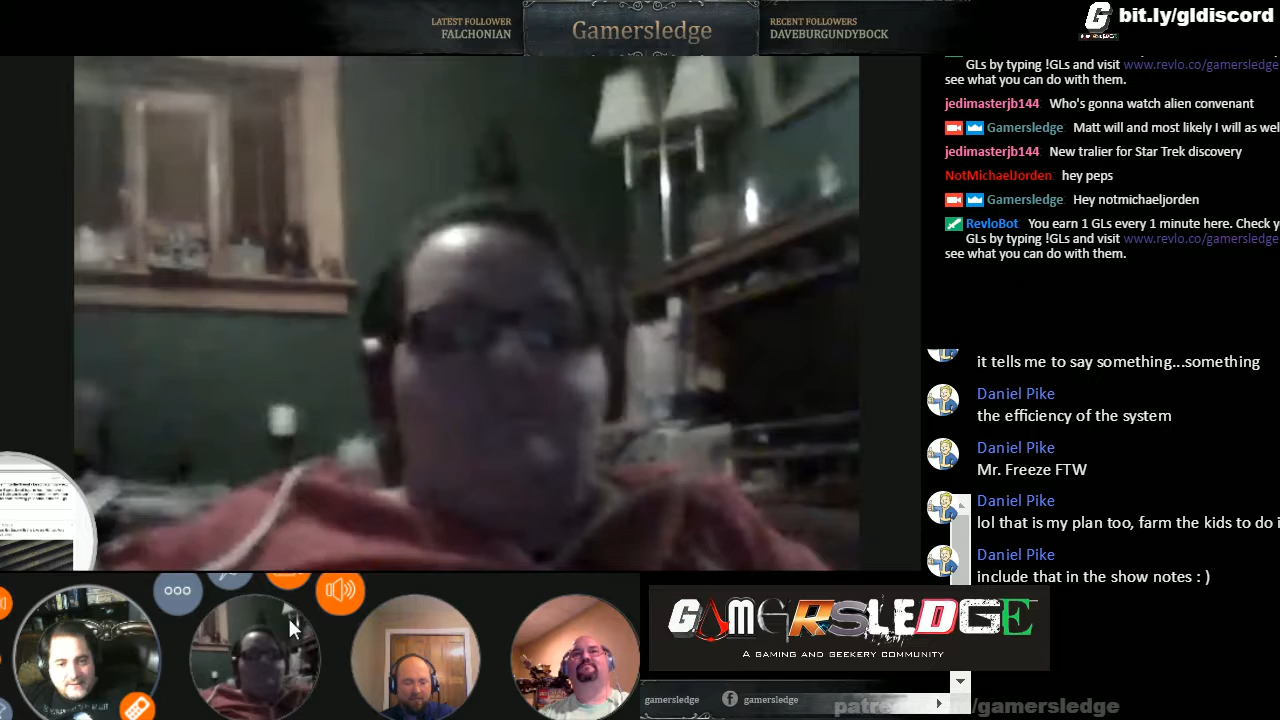 LATEST FOLLOWER
FALCHONIAN
Gamersledge
RECENT FOLLOWERS
DAVEBURGUNDYBOCK
bit.ly/gldiscord
GLs by typing !GLs and visit www.revlo.co/gamersledge
see what you can do with them.
jedimasterjb144 Who's gonna watch alien convenant
Gamersledge Matt will and most likely I will as wel
jedimasterjb144 New tralier for Star Trek discovery
NotMichaelJorden hey peps
Gamersledge Hey notmichaeljorden
RevloBot You earn 1 GLs every 1 minute here. Check y
GLs by typing !GLs and visit www.revlo.co/gamersledge
see what you can do with them.
it tells me to say something...something
Daniel Pike
the efficiency of the system
Daniel Pike
Mr. Freeze FTW
Daniel Pike
lol that is my plan too, farm the kids to do i
Daniel Pike
include that in the show notes : )
GAMERSLEDGE
A GAMING AND GEEKERY COMMUNITY
gamersledge
gamersledge
/gamersledge